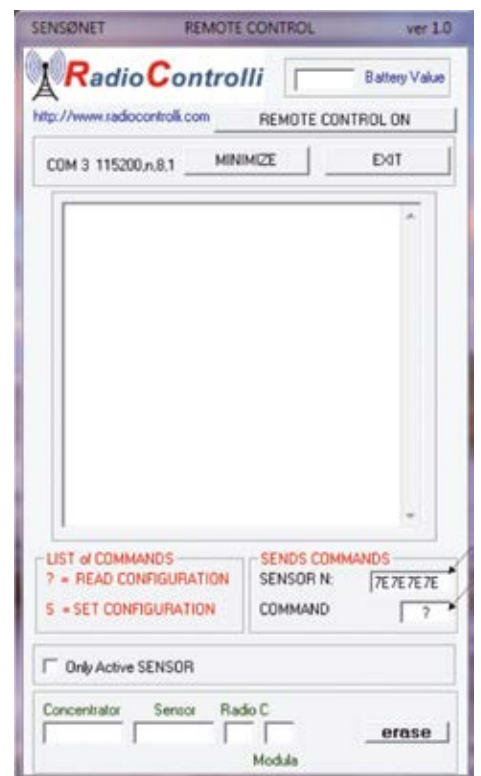 SENSØNET REMOTE CONTROL ver 1.0
RadioControlli
Battery Value
http://www.radiocontrolli.com REMOTE CONTROL ON
COM 3 115200,n,8,1 MINIMIZE EXIT
LIST of COMMANDS
? = READ CONFIGURATION
S = SET CONFIGURATION
SENDS COMMANDS
SENSOR N: 7E7E7E7E
COMMAND ?
Only Active SENSOR
Concentrator Sensor Radio C
erase
Modula